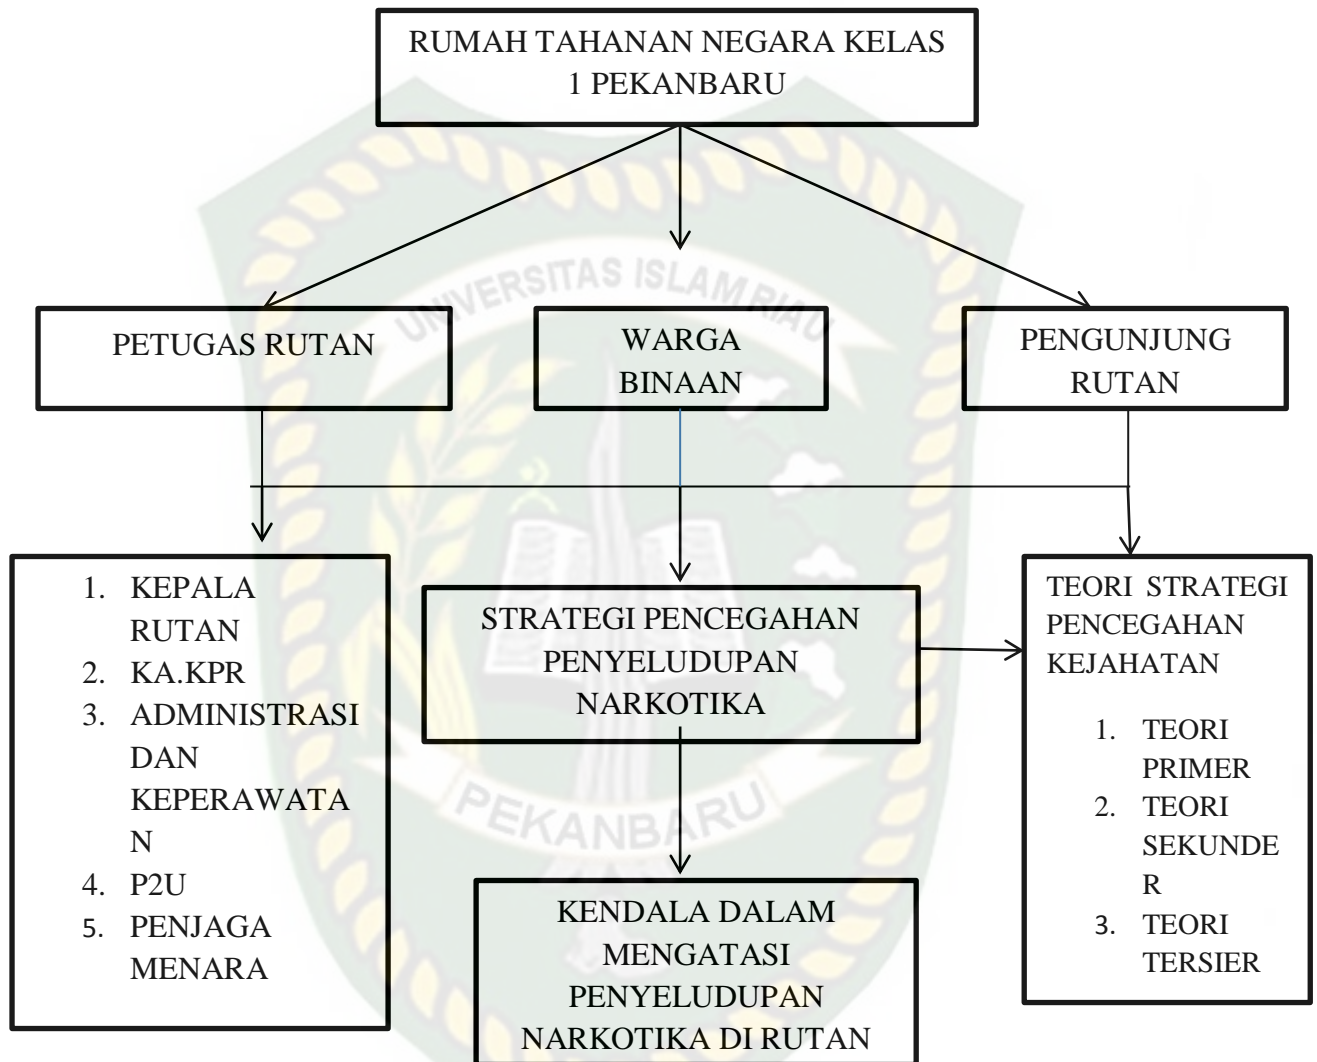 RUMAH TAHANAN NEGARA KELAS
1 PEKANBARU
UNIVERSITAS ISLAM RIAU
PETUGAS RUTAN
WARGA
BINAAN
PENGUNJUNG
RUTAN
1. KEPALA
RUTAN
2. KA.KPR
3. ADMINISTRASI
DAN
KEPERAWATA
N
4. P2U
5. PENJAGA
MENARA
STRATEGI PENCEGAHAN
PENYELUDUPAN
NARKOTIKA
TEORI STRATEGI
PENCEGAHAN
KEJAHATAN
1. TEORI
PRIMER
2. TEORI
SEKUNDE
R
3. TEORI
TERSIER
PEKANBARU
KENDALA DALAM
MENGATASI
PENYELUDUPAN
NARKOTIKA DI RUTAN